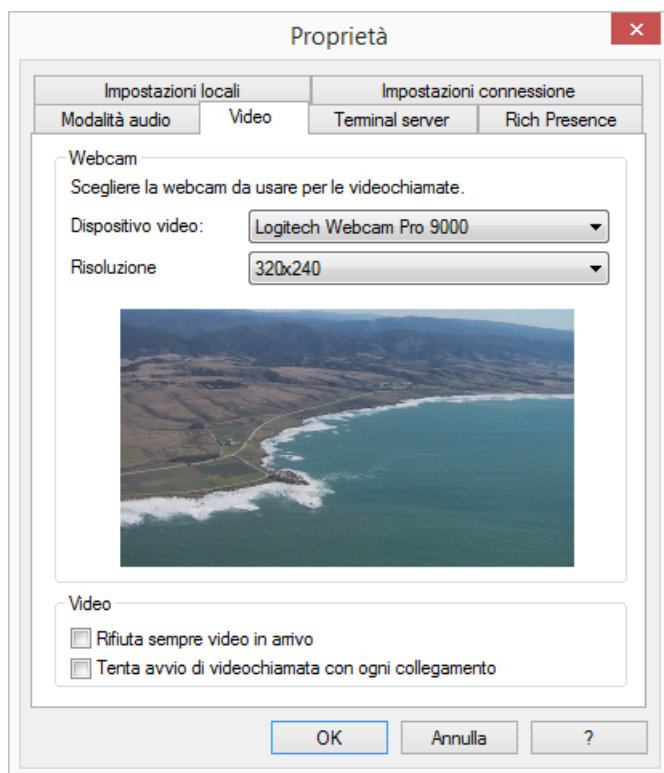 Proprietà
Impostazioni locali
Impostazioni connessione
Modalità audio
Video
Terminal server
Rich Presence
Webcam
Scegliere la webcam da usare per le videochiamate.
Dispositivo video:
Logitech Webcam Pro 9000
Risoluzione
320x240
Video
Rifiuta sempre video in arrivo
Tenta avvio di videochiamata con ogni collegamento
OK
Annulla
?